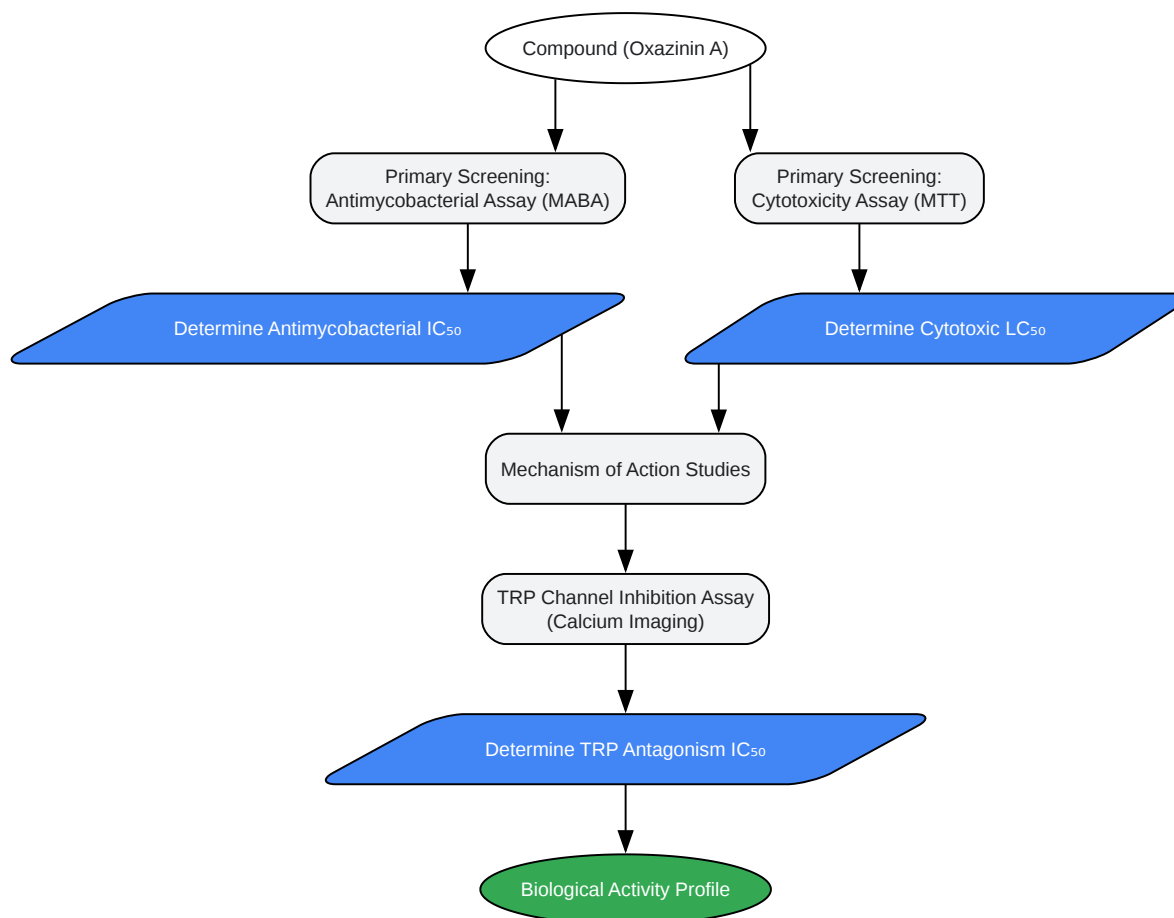 Compound (Oxazinin A)
Primary Screening:
Antimycobacterial Assay (MABA)
Primary Screening:
Cytotoxicity Assay (MTT)
Determine Antimycobacterial IC₅₀
Determine Cytotoxic LC₅₀
Mechanism of Action Studies
TRP Channel Inhibition Assay
(Calcium Imaging)
Determine TRP Antagonism IC₅₀
Biological Activity Profile